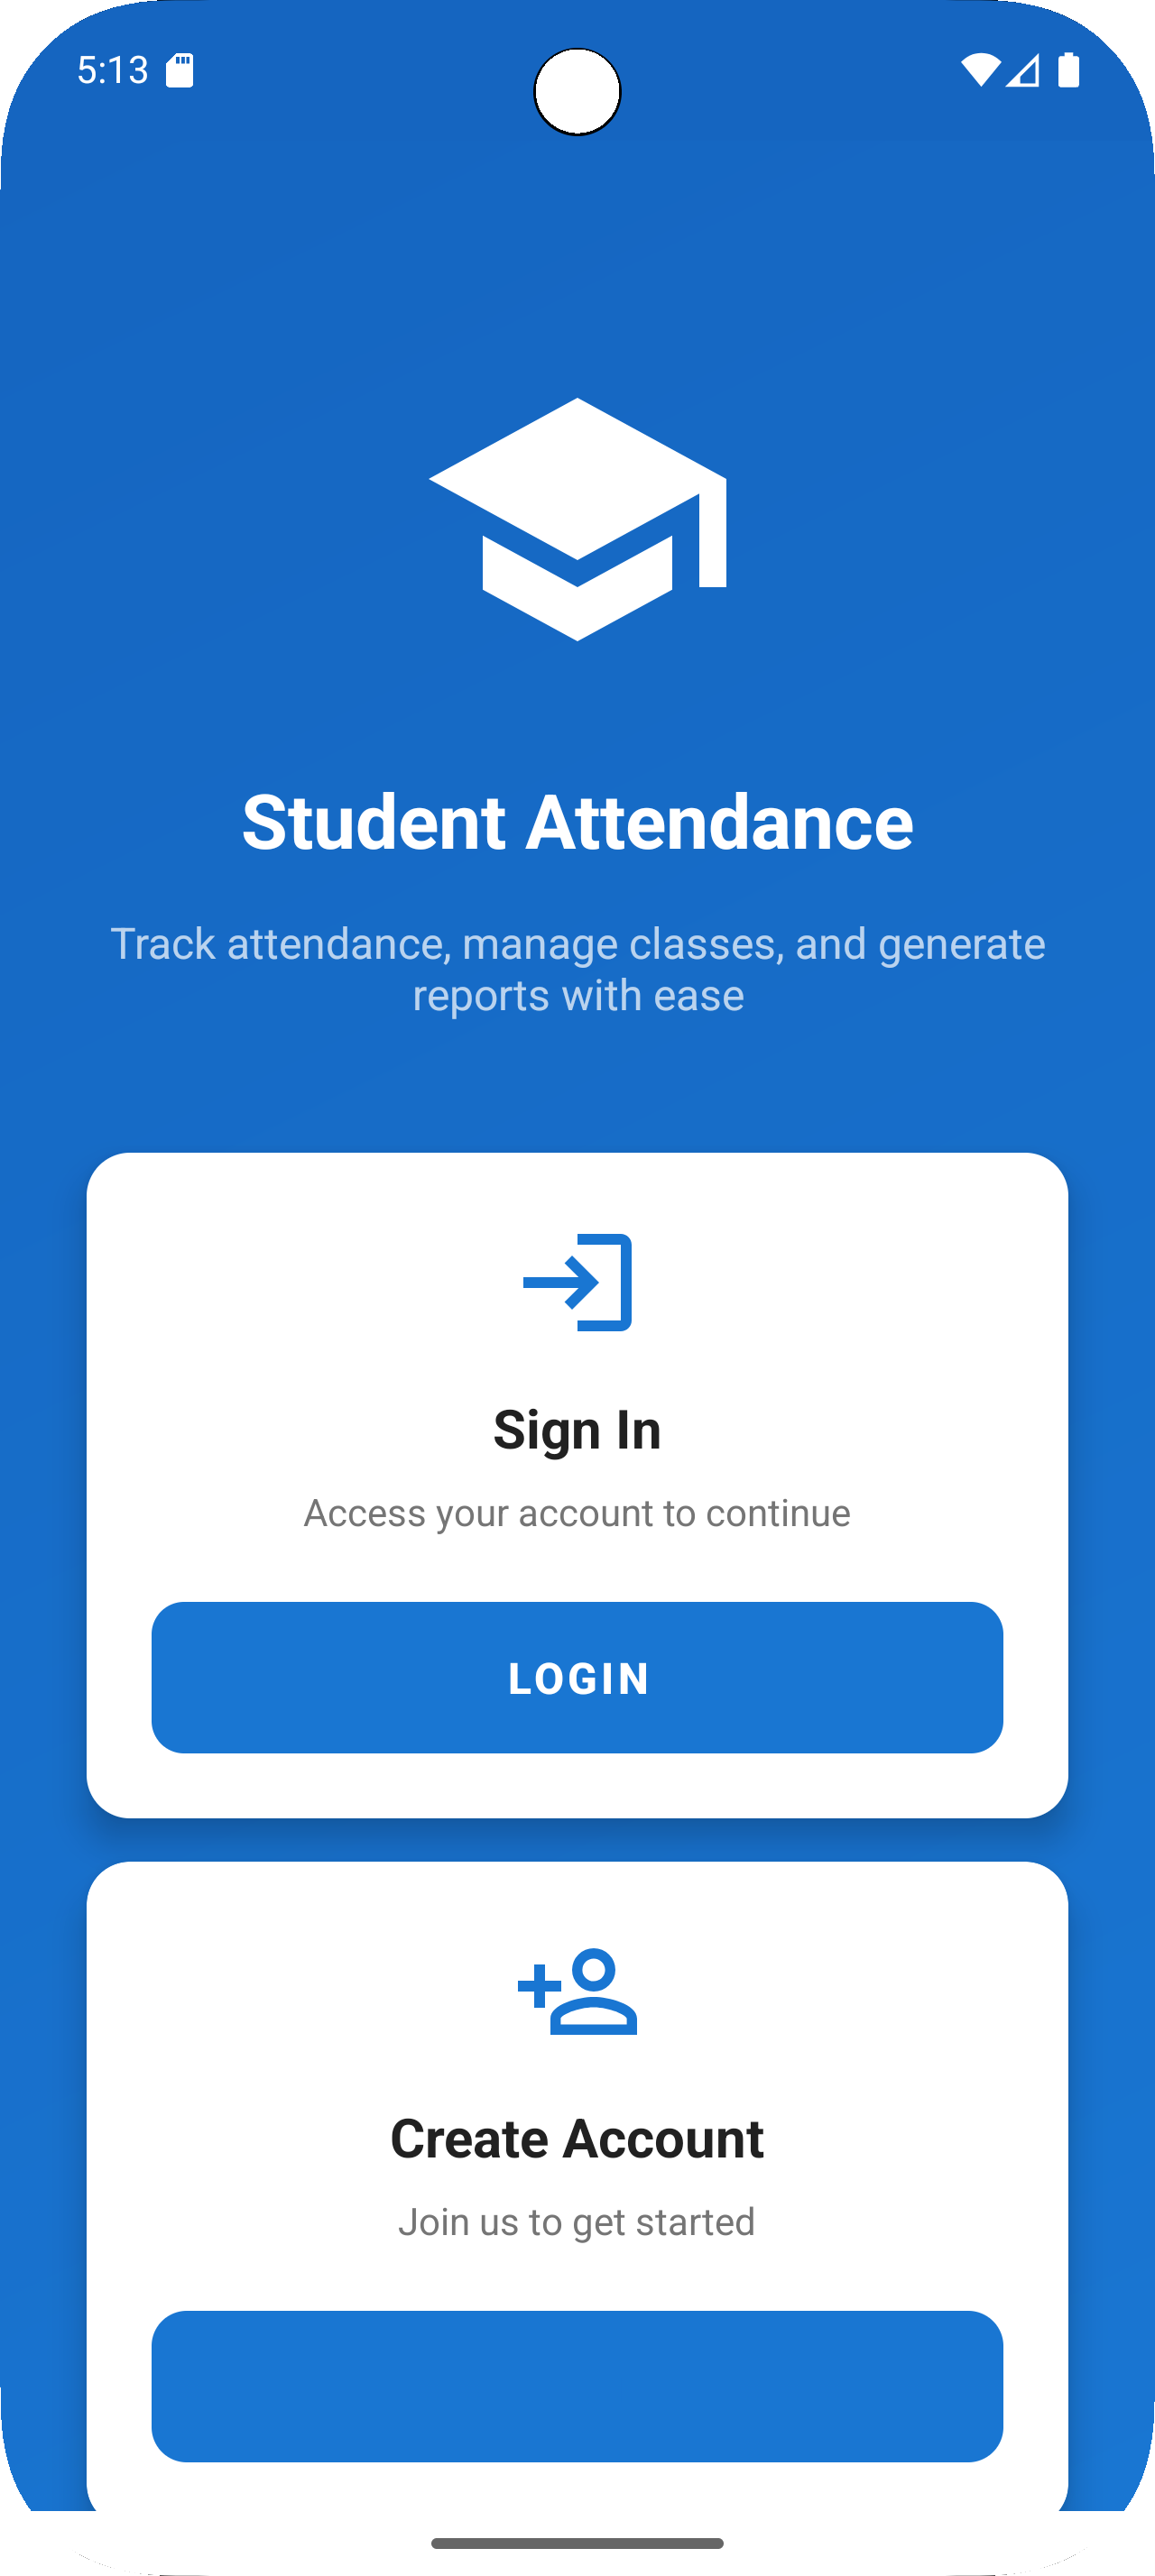 5:13
Student Attendance
Track attendance, manage classes, and generate
reports with ease
Sign In
Access your account to continue
LOGIN
Create Account
Join us to get started